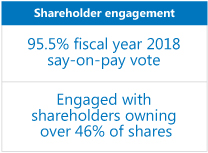 Shareholder engagement
95.5% fiscal year 2018
say-on-pay vote
Engaged with
shareholders owning
over 46% of shares